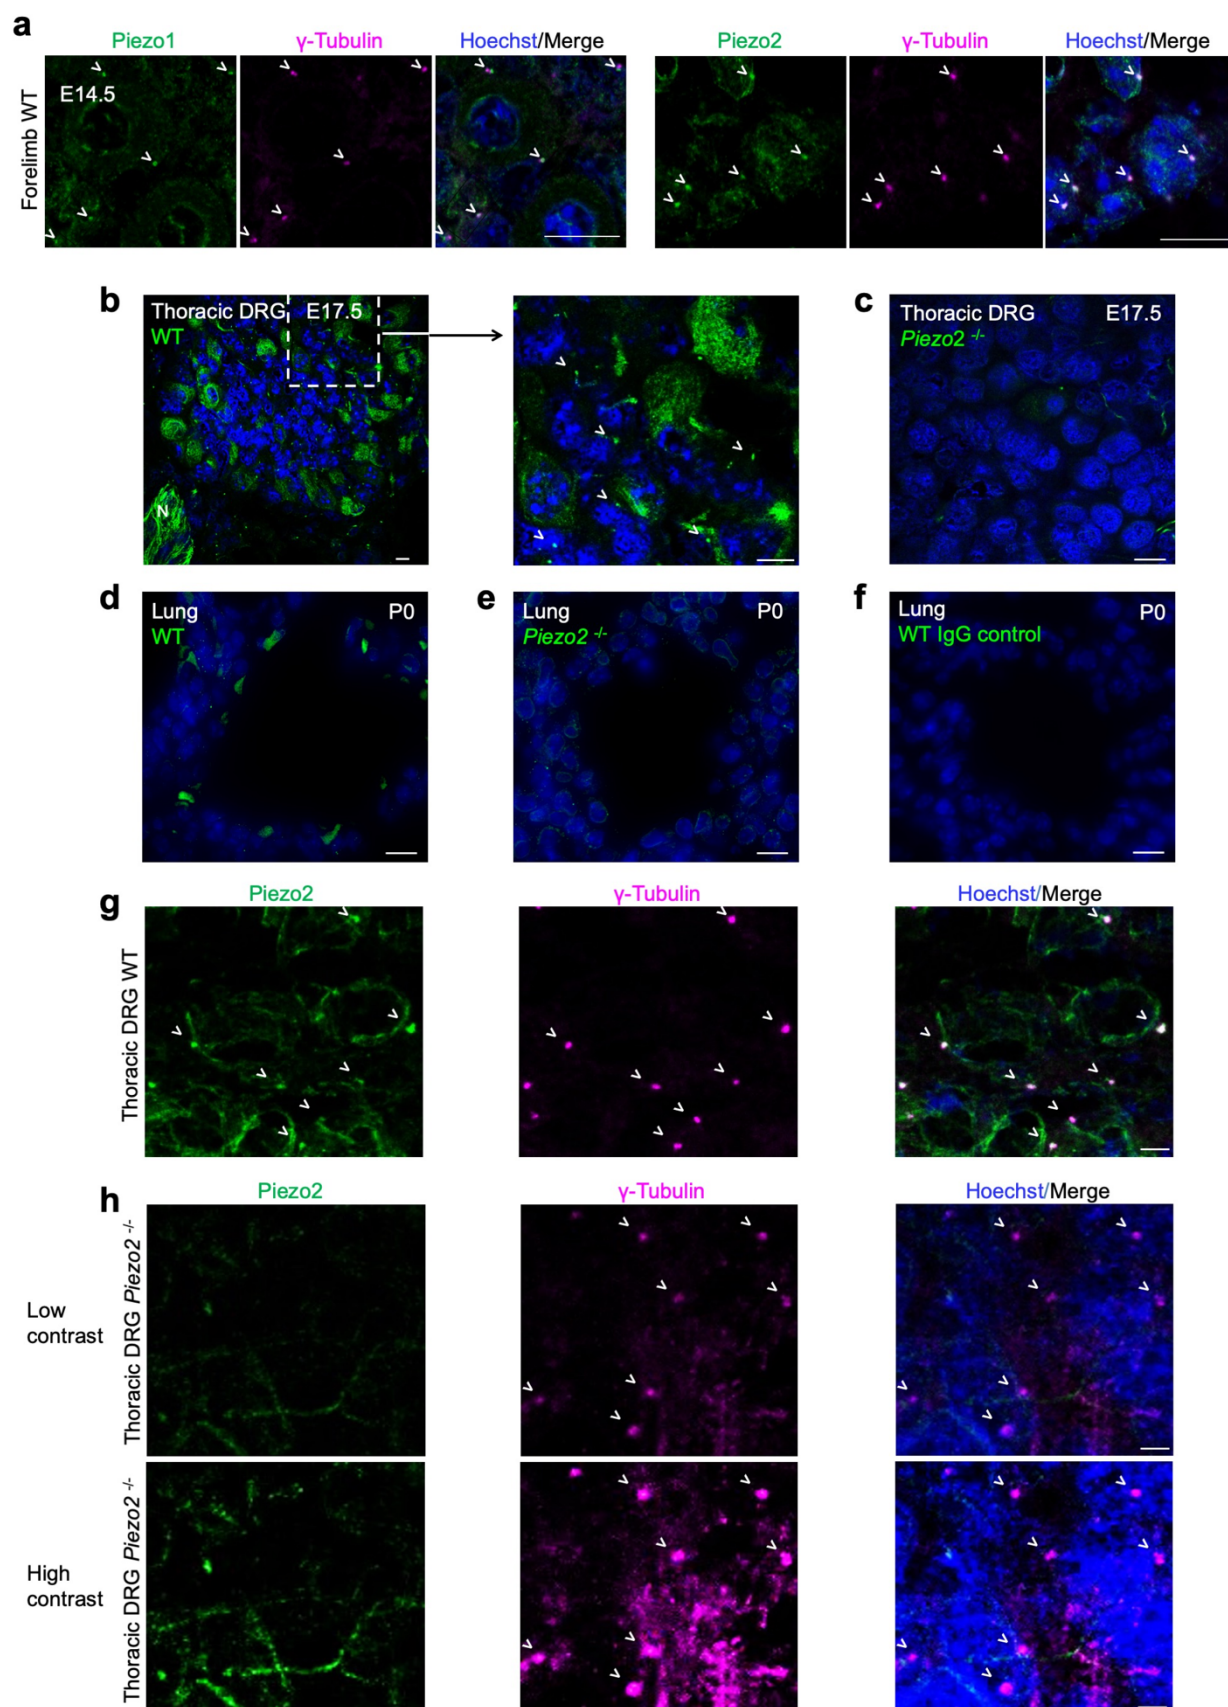 a
Piezo1 γ-Tubulin Hoechst/Merge Piezo2 γ-Tubulin Hoechst/Merge
E14.5
Forelimb WT
b
Thoracic DRG E17.5
WT
N
c
Thoracic DRG E17.5
Piezo2 -/-
d
Lung P0
WT
e
Lung P0
Piezo2 -/-
f
Lung P0
WT IgG control
g
Piezo2 γ-Tubulin Hoechst/Merge
Thoracic DRG WT
h
Piezo2 γ-Tubulin Hoechst/Merge
Low
contrast
Thoracic DRG Piezo2 -/-
High
contrast
Thoracic DRG Piezo2 -/-